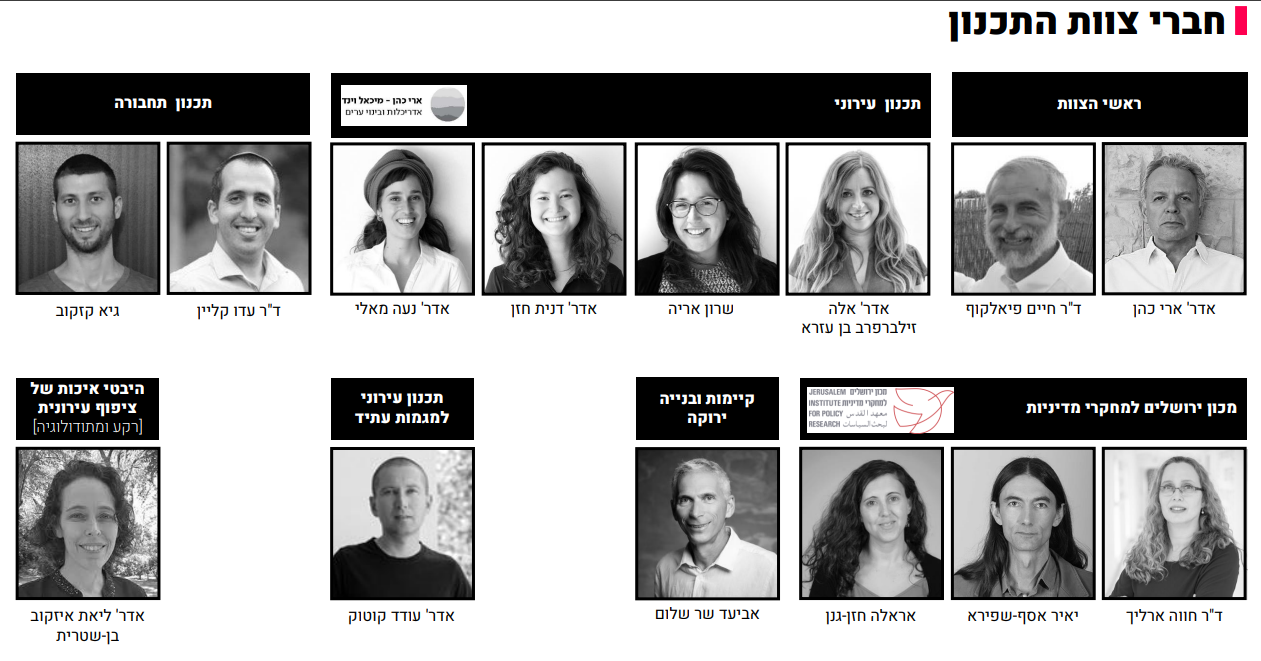 חברי צוות התכנון
ראשי הצוות
תכנון עירוני
ארי כהן – מיכאל וינד
אדריכלות ובינוי ערים
תכנון תחבורה
אדר' ארי כהן
ד"ר חיים פיאלקוף
אדר' אלה
זילברפרב בן עזרא
שרון אריה
אדר' דנית חזן
אדר' נעה מאלי
ד"ר עדו קליין
גיא קזקוב
מכון ירושלים למחקרי מדיניות
מכון ירושלים JERUSALEM
למחקרי מדיניות INSTITUTE
معهد القدس FOR POLICY
لبحث السياسات RESEARCH
קיימות ובנייה
ירוקה
תכנון עירוני
למגמות עתיד
היבטי איכות של
ציפוף עירונית
[רקע ומתודולוגיה]
ד"ר חווה ארליך
יאיר אסף-שפירא
אראלה חזן-גנן
אביעד שר שלום
אדר' עודד קוטוק
אדר' ליאת איזקוב
בן-שטרית